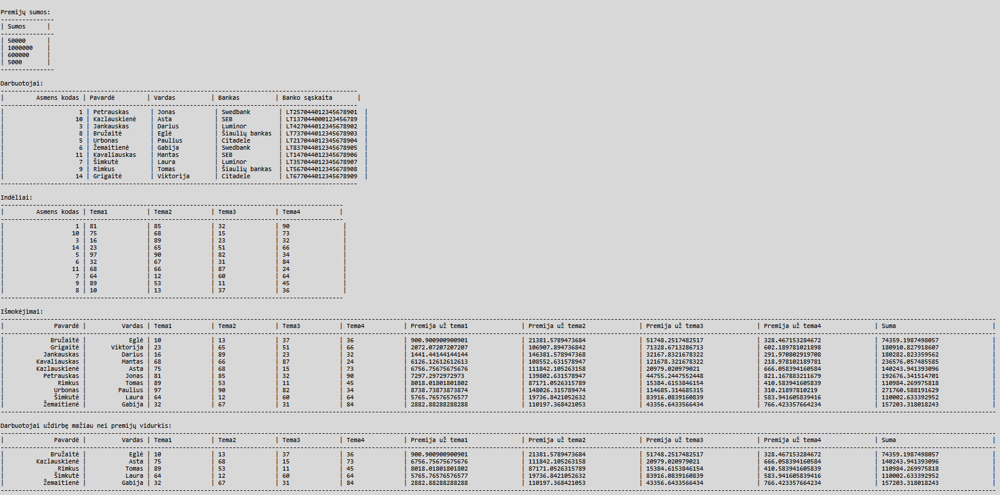 Premijų sumos:
---------------
| Sumos      |
---------------
| 50000      |
| 1000000    |
| 600000     |
| 5000       |
---------------
Darbuotojai:
----------------------------------------------------------------------------------------------------
|         Asmens kodas | Pavardė         | Vardas          | Bankas          | Banko sąskaita       |
----------------------------------------------------------------------------------------------------
|                     1 | Petrauskas      | Jonas           | Swedbank        | LT257044012345678901  |
|                    10 | Kazlauskienė    | Asta            | SEB             | LT137044000123456789  |
|                     3 | Jankauskas      | Darius          | Luminor         | LT427044012345678902  |
|                     8 | Bružaitė        | Eglė            | Šiaulių bankas  | LT737044012345678903  |
|                     5 | Urbonas         | Paulius         | Citadele        | LT217044012345678904  |
|                     6 | Žemaitienė      | Gabija          | Swedbank        | LT837044012345678905  |
|                    11 | Kavaliauskas    | Mantas          | SEB             | LT147044012345678906  |
|                     7 | Šimkutė         | Laura           | Luminor         | LT357044012345678907  |
|                     9 | Rimkus          | Tomas           | Šiaulių bankas  | LT567044012345678908  |
|                    14 | Grigaitė        | Viktorija       | Citadele        | LT677044012345678909  |
----------------------------------------------------------------------------------------------------
Indėliai:
------------------------------------------------------------------------------------------------
|         Asmens kodas | Tema1           | Tema2           | Tema3           | Tema4           |
------------------------------------------------------------------------------------------------
|                    1 | 81              | 85              | 32              | 90               |
|                   10 | 75              | 68              | 15              | 73               |
|                    3 | 16              | 89              | 23              | 32               |
|                   14 | 23              | 65              | 51              | 66               |
|                    5 | 97              | 90              | 82              | 34               |
|                    6 | 32              | 67              | 31              | 84               |
|                   11 | 68              | 66              | 87              | 24               |
|                    7 | 64              | 12              | 60              | 64               |
|                    9 | 89              | 53              | 11              | 45               |
|                    8 | 10              | 13              | 37              | 36               |
------------------------------------------------------------------------------------------------
Išmokėjimai:
| Pavardė | Vardas | Tema1 | Tema2 | Tema3 | Tema4 | Premija už tema1 | Premija už tema2 | Premija už tema3 | Premija už tema4 | Suma |
| Bružaitė | Eglė | 10 | 13 | 37 | 36 | 900.900900900901 | 21381.5789473684 | 51748.2517482517 | 328.467153284672 | 74359.1987498057 |
| Grigaitė | Viktorija | 23 | 65 | 51 | 66 | 2072.07207207207 | 106907.894736842 | 71328.6713286713 | 602.189781021898 | 180910.827918607 |
| Jankauskas | Darius | 16 | 89 | 23 | 32 | 1441.44144144144 | 146381.578947368 | 32167.8321678322 | 291.970802919708 | 180282.823359562 |
| Kavaliauskas | Mantas | 68 | 66 | 87 | 24 | 6126.12612612613 | 108552.631578947 | 121678.321678322 | 218.978102189781 | 236576.057485585 |
| Kazlauskienė | Asta | 75 | 68 | 15 | 73 | 6756.75675675676 | 111842.105263158 | 20979.020979021 | 666.058394160584 | 140243.941393096 |
| Petrauskas | Jonas | 81 | 85 | 32 | 90 | 7297.2972972973 | 139802.631578947 | 44755.2447552448 | 821.167883211679 | 192676.341514701 |
| Rimkus | Tomas | 89 | 53 | 11 | 45 | 8018.01801801802 | 87171.0526315789 | 15384.6153846154 | 410.583941605839 | 110984.269975818 |
| Urbonas | Paulius | 97 | 90 | 82 | 34 | 8738.73873873874 | 148026.315789474 | 114685.314685315 | 310.21897810219 | 271760.588191629 |
| Šimkutė | Laura | 64 | 12 | 60 | 64 | 5765.76576576577 | 19736.8421052632 | 83916.0839160839 | 583.941605839416 | 110002.633392952 |
| Žemaitienė | Gabija | 32 | 67 | 31 | 84 | 2882.88288288288 | 110197.368421053 | 43356.6433566434 | 766.423357664234 | 157203.318018243 |
Darbuotojai uždirbę mažiau nei premijų vidurkis:
| Pavardė | Vardas | Tema1 | Tema2 | Tema3 | Tema4 | Premija už tema1 | Premija už tema2 | Premija už tema3 | Premija už tema4 | Suma |
| Bružaitė | Eglė | 10 | 13 | 37 | 36 | 900.900900900901 | 21381.5789473684 | 51748.2517482517 | 328.467153284672 | 74359.1987498057 |
| Kazlauskienė | Asta | 75 | 68 | 15 | 73 | 6756.75675675676 | 111842.105263158 | 20979.020979021 | 666.058394160584 | 140243.941393096 |
| Rimkus | Tomas | 89 | 53 | 11 | 45 | 8018.01801801802 | 87171.0526315789 | 15384.6153846154 | 410.583941605839 | 110984.269975818 |
| Šimkutė | Laura | 64 | 12 | 60 | 64 | 5765.76576576577 | 19736.8421052632 | 83916.0839160839 | 583.941605839416 | 110002.633392952 |
| Žemaitienė | Gabija | 32 | 67 | 31 | 84 | 2882.88288288288 | 110197.368421053 | 43356.6433566434 | 766.423357664234 | 157203.318018243 |